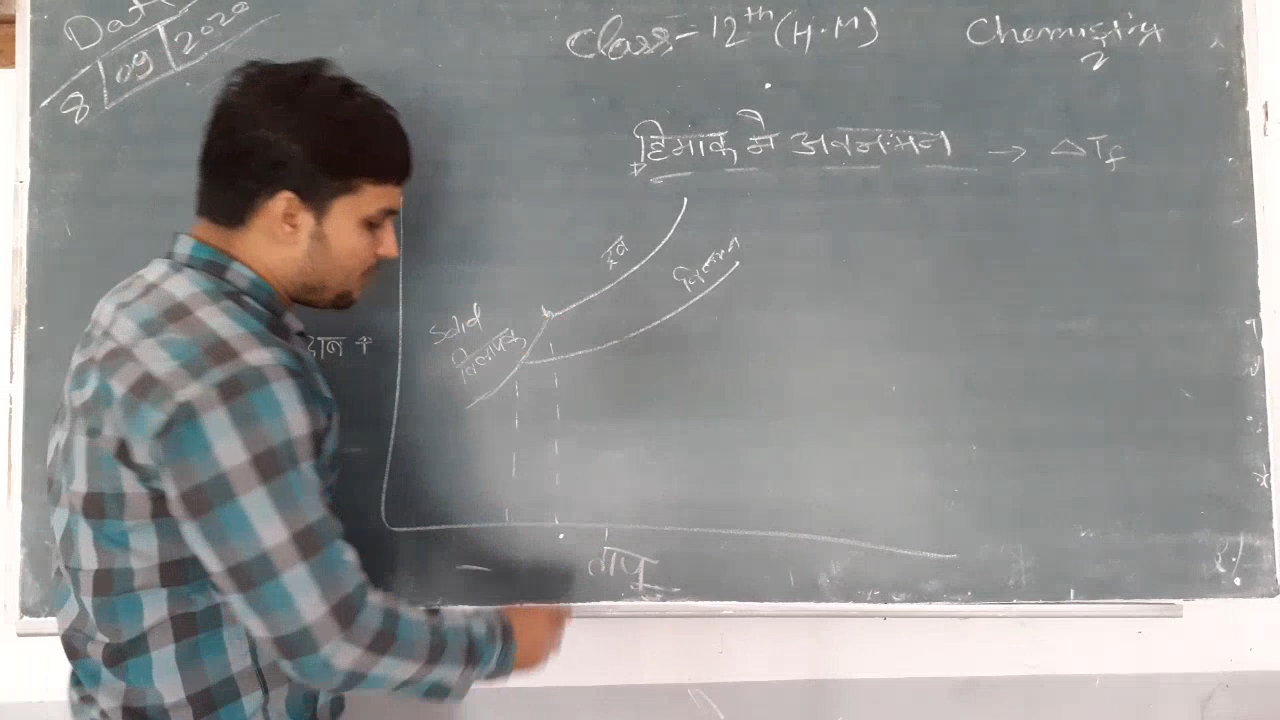 Date
8/09/2020
Class - 12th (H.M) Chemistry
हिमांक में अवनमन → ΔTf
द्रव
विलयन
Solid
विलायक
ताप